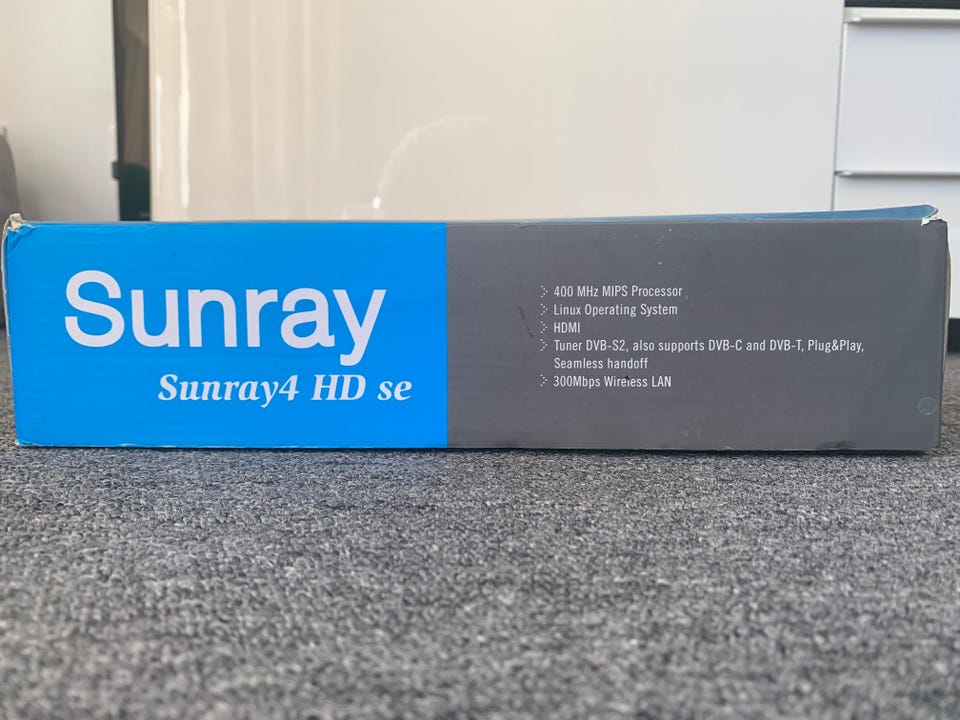 Sunray
Sunray4 HD se
400 MHz MIPS Processor
Linux Operating System
HDMI
Tuner DVB-S2, also supports DVB-C and DVB-T, Plug&Play,
Seamless handoff
300Mbps Wireless LAN